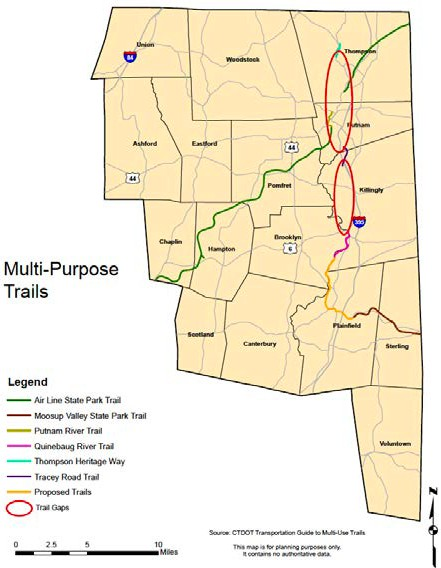 Union
84
Woodstock
Thompson
Putnam
Ashford
Eastford
44
44
Pomfret
Killingly
395
Chaplin
Hampton
Brooklyn
6
Multi-Purpose
Trails
Plainfield
Scotland
Canterbury
Sterling
Legend
Air Line State Park Trail
Moosup Valley State Park Trail
Putnam River Trail
Quinebaug River Trail
Thompson Heritage Way
Tracey Road Trail
Proposed Trails
Trail Gaps
Voluntown
N
Source: CTDOT Transportation Guide to Multi-Use Trails.
This map is for planning purposes only.
It contains no authoritative data.
0 2.5 5 10
Miles